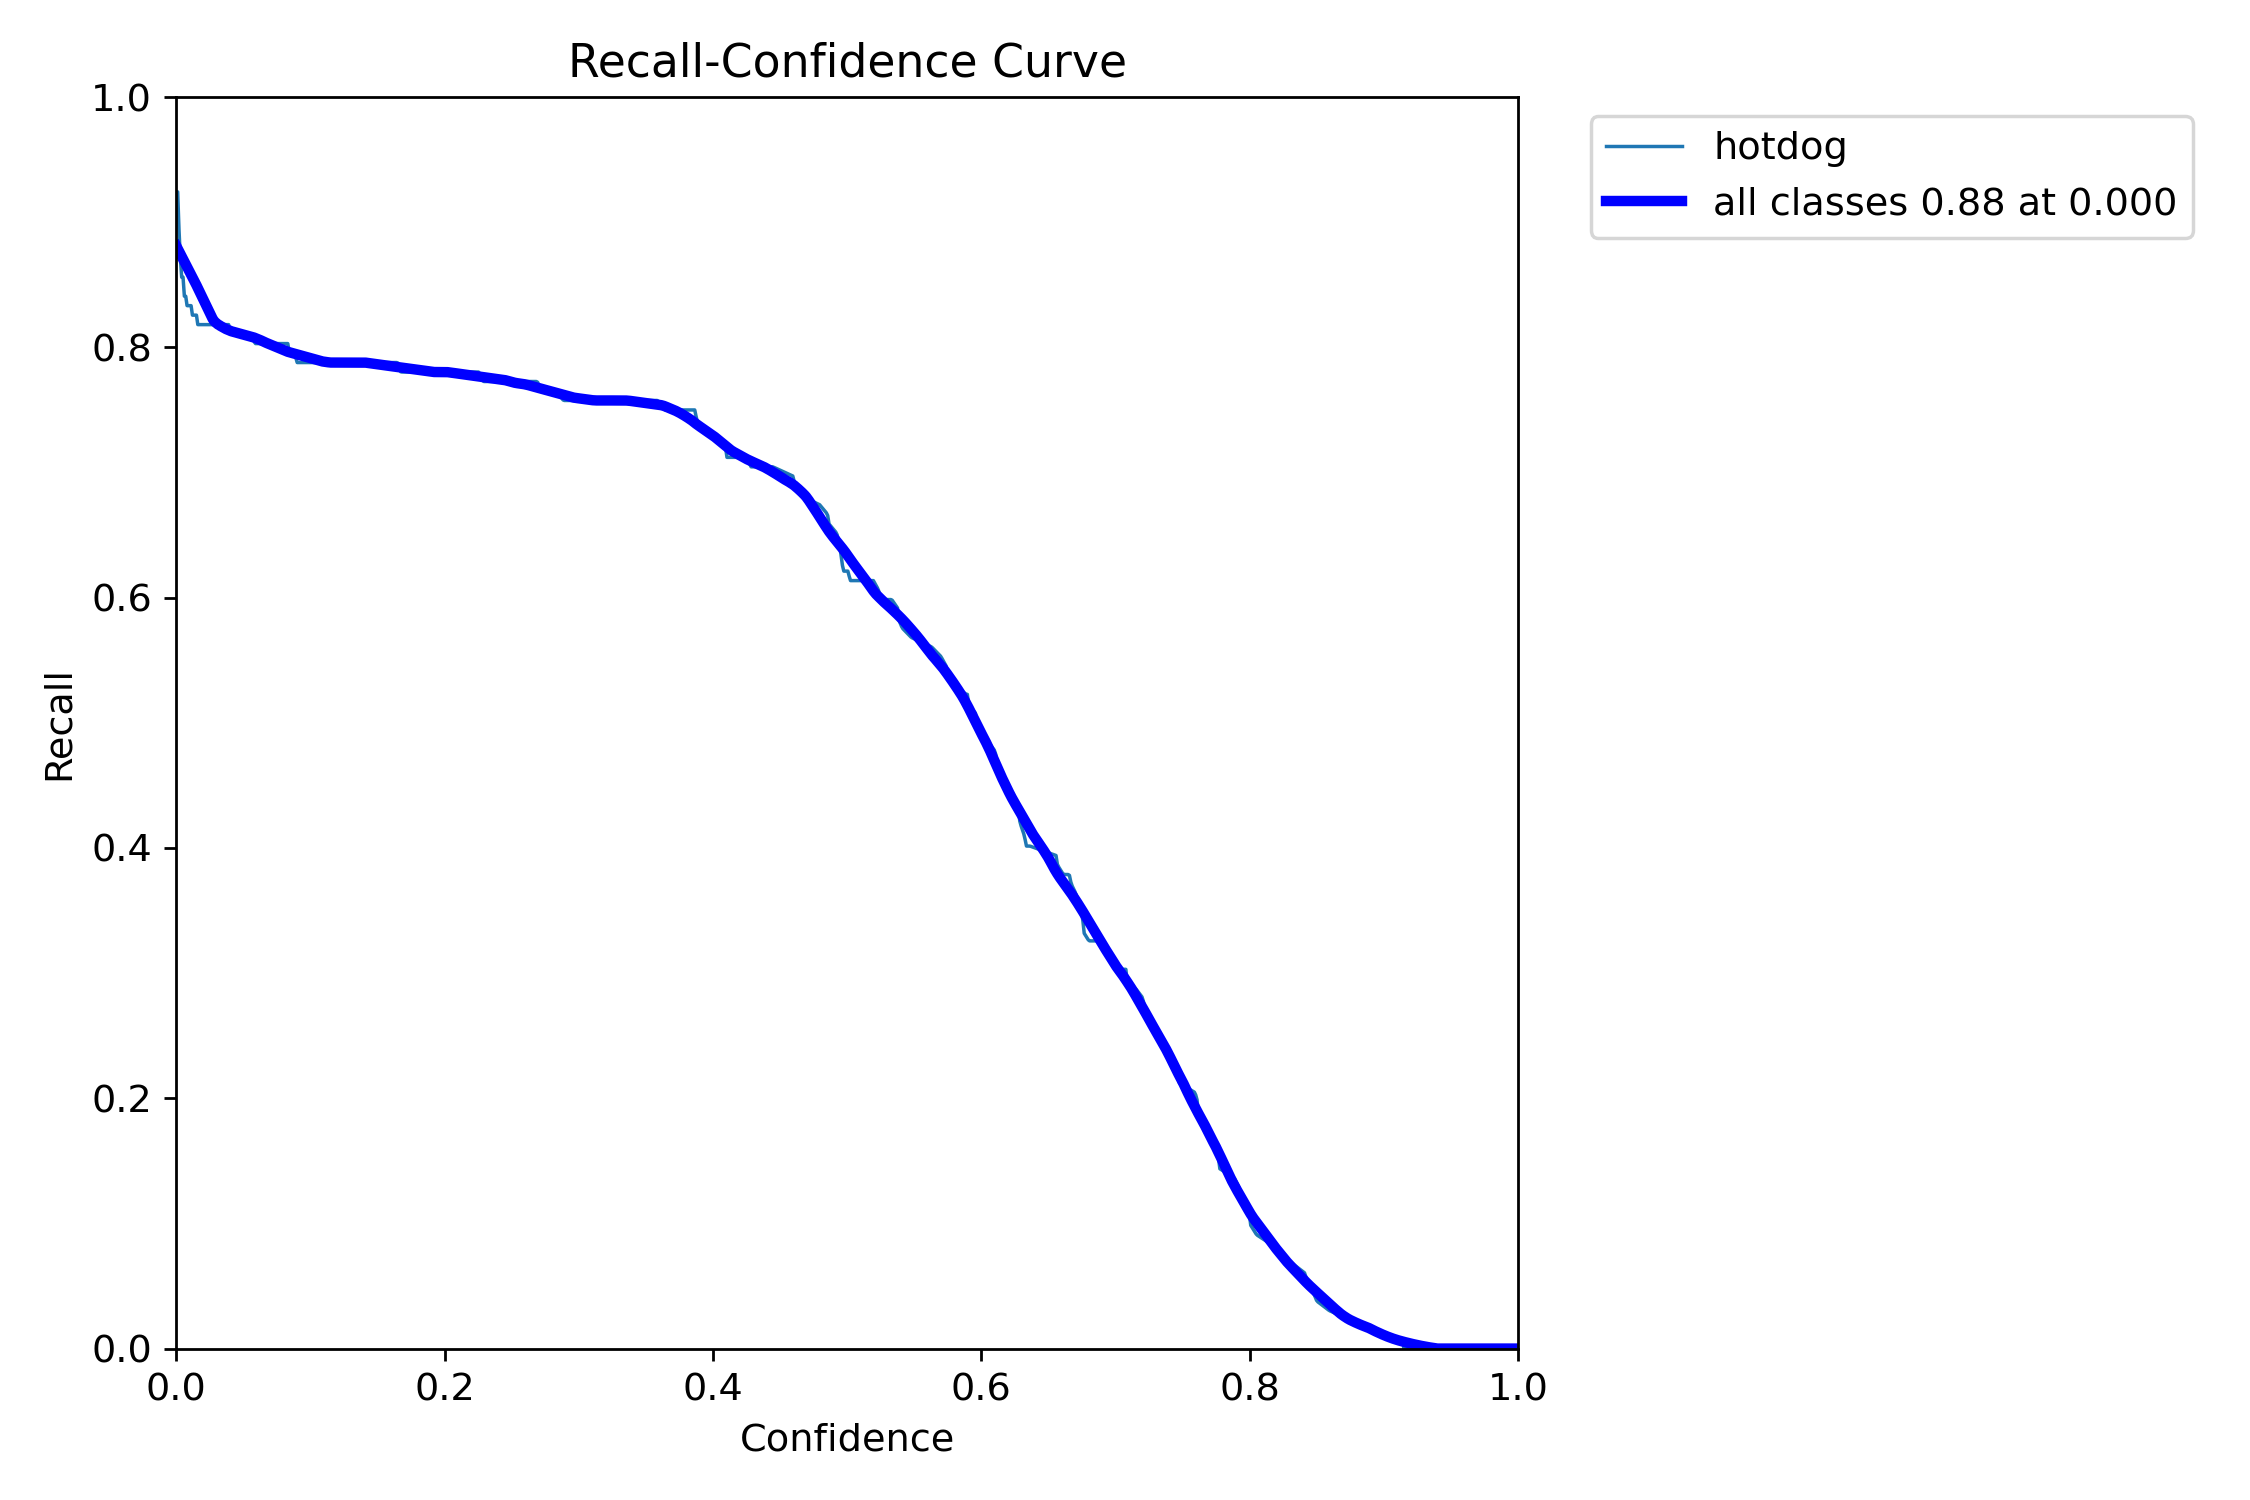 Recall-Confidence Curve
1.0
0.8
0.6
0.4
0.2
0.0
Recall
0.0 0.2 0.4 0.6 0.8 1.0
Confidence
hotdog
all classes 0.88 at 0.000